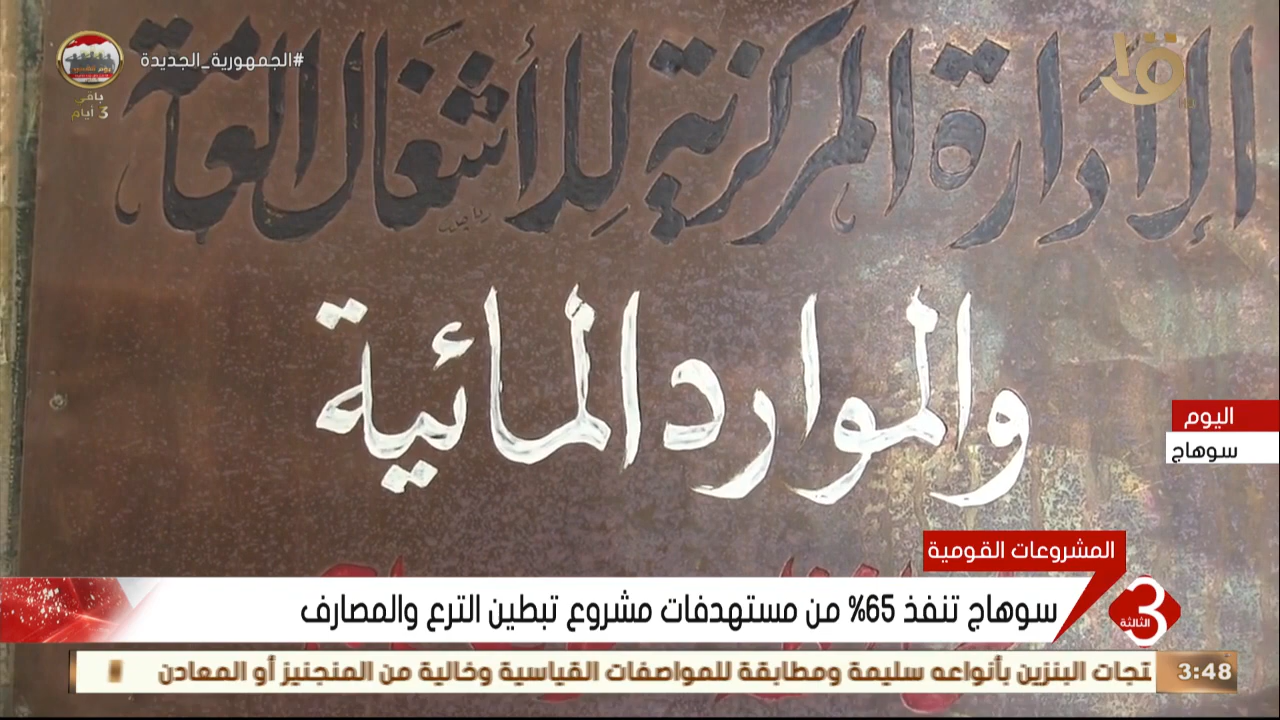 #الجمهورية_الجديدة
باقي
3 أيام
الإدارة المركزية للأشغال العامة
والموارد المائية
اليوم
سوهاج
المشروعات القومية
سوهاج تنفذ 65% من مستهدفات مشروع تبطين الترع والمصارف
3
الثالثة
تجات البنزين بأنواعه سليمة ومطابقة للمواصفات القياسية وخالية من المنجنيز أو المعادن
3:48